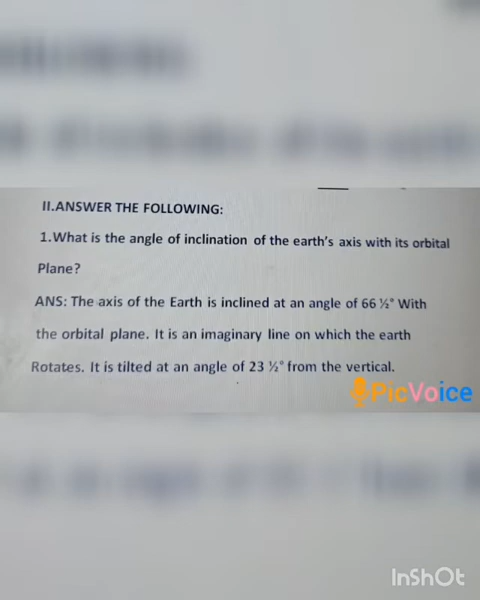 II.ANSWER THE FOLLOWING:
1.What is the angle of inclination of the earth's axis with its orbital
Plane?
ANS: The axis of the Earth is inclined at an angle of 66 ½° With
the orbital plane. It is an imaginary line on which the earth
Rotates. It is tilted at an angle of 23 ½° from the vertical.
PicVoice
InShOt